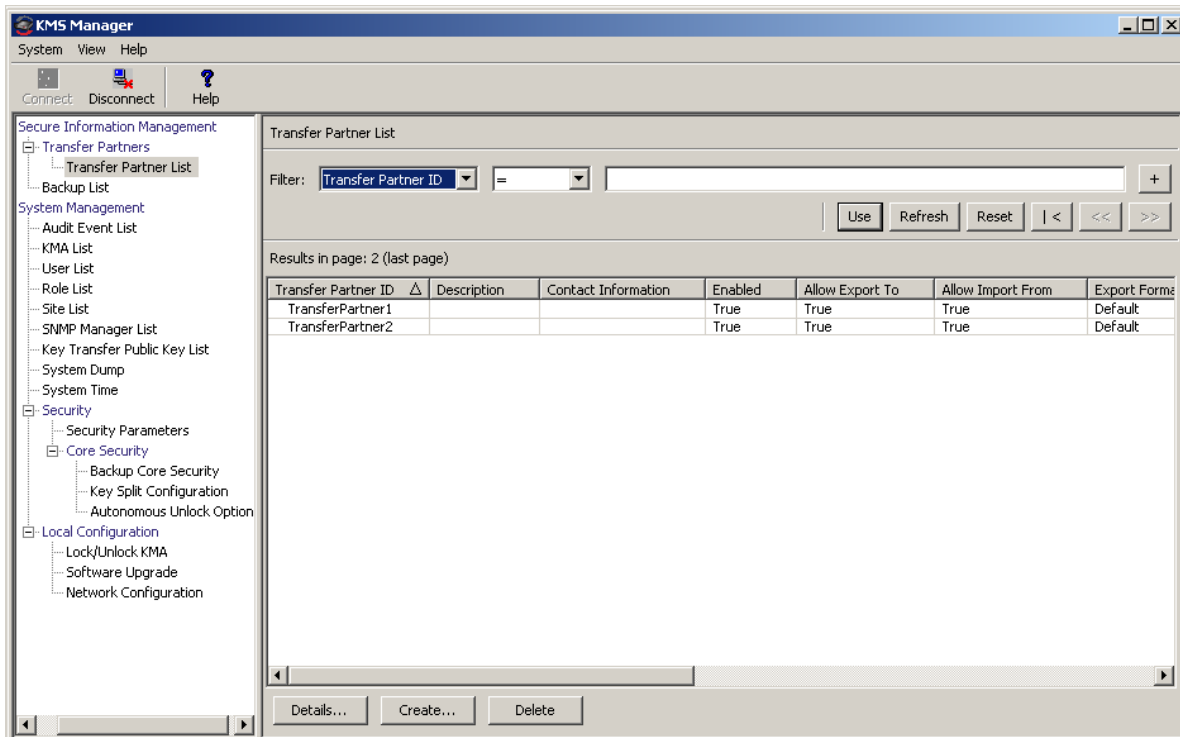 KMS Manager
System View Help
Connect Disconnect Help
Secure Information Management
Transfer Partners
Transfer Partner List
Backup List
System Management
Audit Event List
KMA List
User List
Role List
Site List
SNMP Manager List
Key Transfer Public Key List
System Dump
System Time
Security
Security Parameters
Core Security
Backup Core Security
Key Split Configuration
Autonomous Unlock Option
Local Configuration
Lock/Unlock KMA
Software Upgrade
Network Configuration
Transfer Partner List
Filter: Transfer Partner ID = +
Use Refresh Reset |< << >>
Results in page: 2 (last page)
Transfer Partner ID Description Contact Information Enabled Allow Export To Allow Import From Export Forma
TransferPartner1 True True True Default
TransferPartner2 True True True Default
Details... Create... Delete